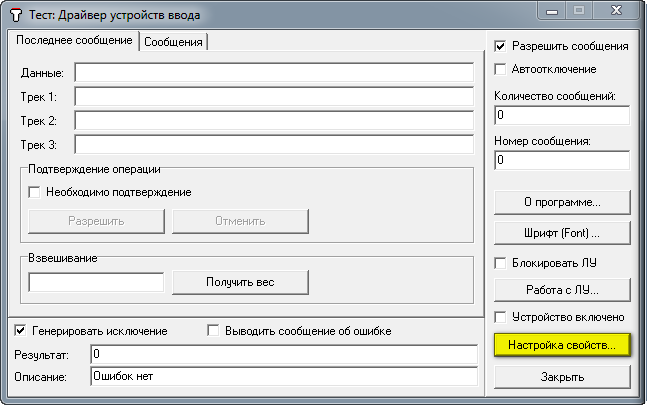 Тест: Драйвер устройств ввода
Последнее сообщение
Сообщения
Данные:
Трек 1:
Трек 2:
Трек 3:
Подтверждение операции
Необходимо подтверждение
Разрешить
Отменить
Взвешивание
Получить вес
Генерировать исключение
Выводить сообщение об ошибке
Результат:
0
Описание:
Ошибок нет
Разрешить сообщения
Автоотключение
Количество сообщений:
0
Номер сообщения:
0
О программе...
Шрифт (Font) ...
Блокировать ЛУ
Работа с ЛУ...
Устройство включено
Настройка свойств...
Закрыть